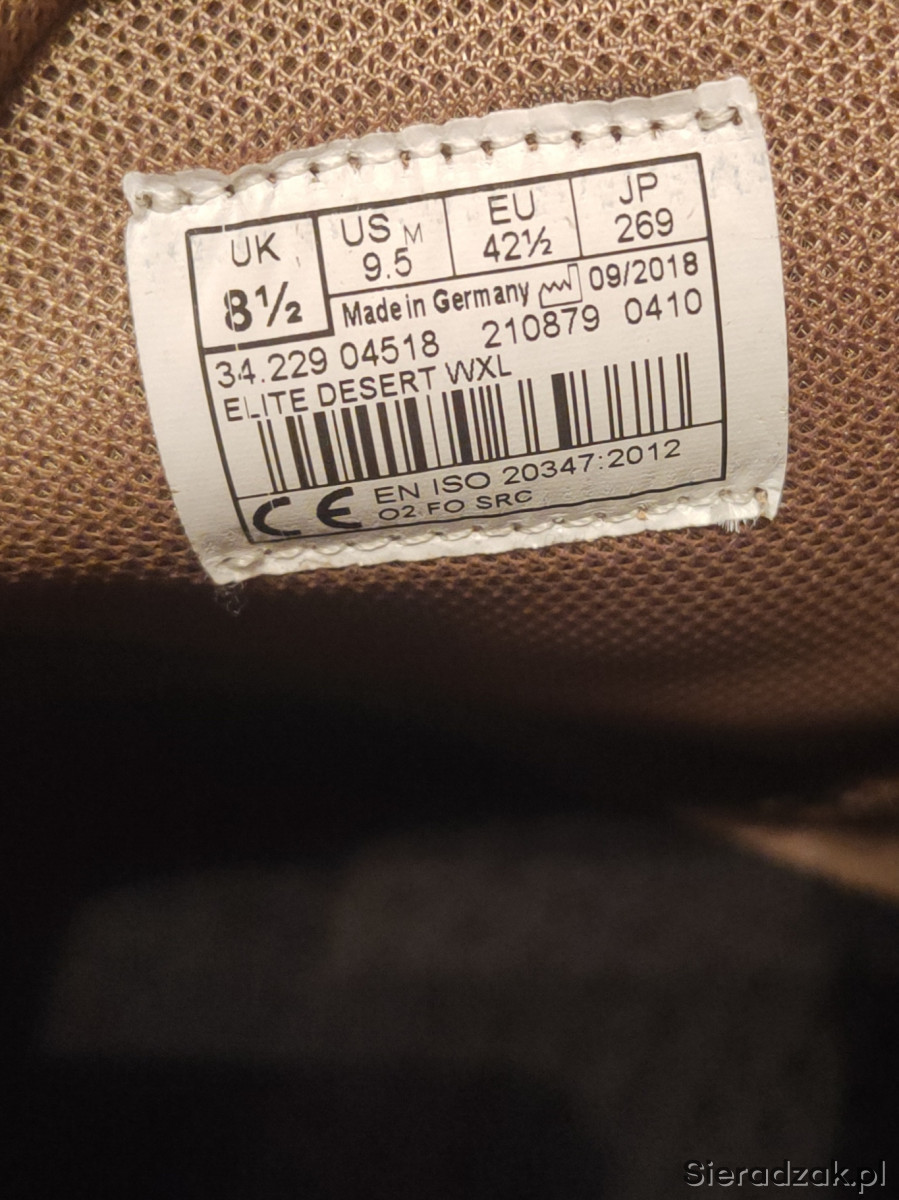 UK
8½
US M
9.5
EU
42½
JP
269
Made in Germany 09/2018
34.229 04518 210879 0410
ELITE DESERT WXL
CE EN ISO 20347:2012
O2 FO SRC
Sieradzak.pl